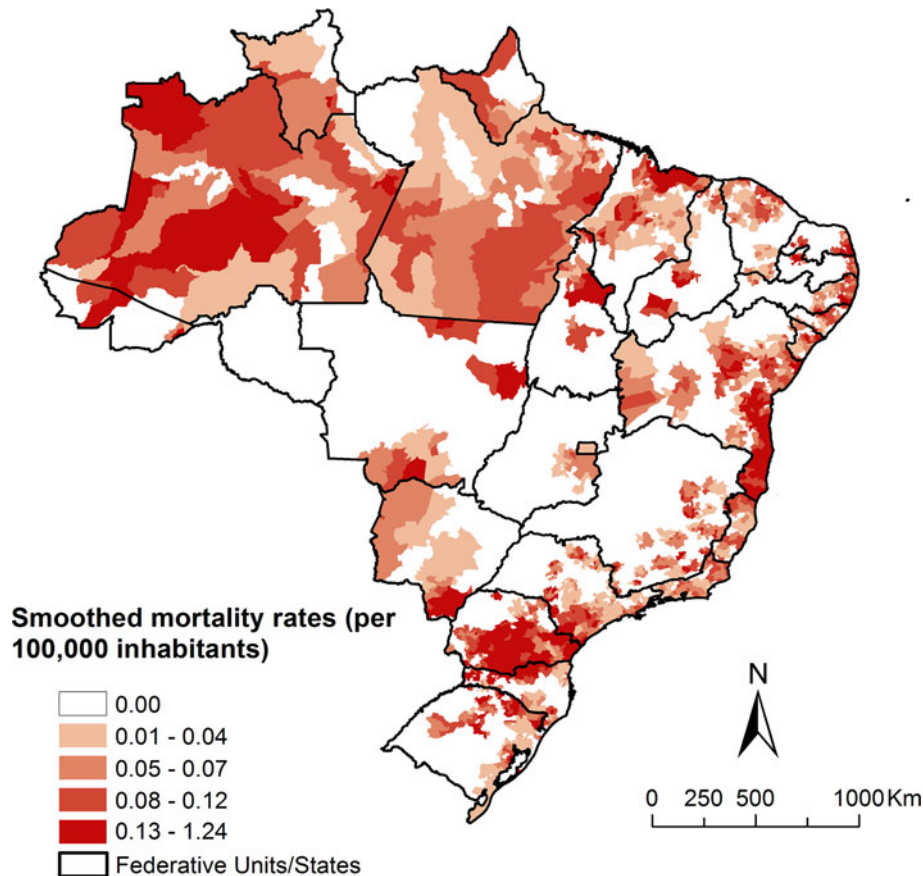 Smoothed mortality rates (per
100,000 inhabitants)
0.00
0.01 - 0.04
0.05 - 0.07
0.08 - 0.12
0.13 - 1.24
Federative Units/States
N
0 250 500 1000Km